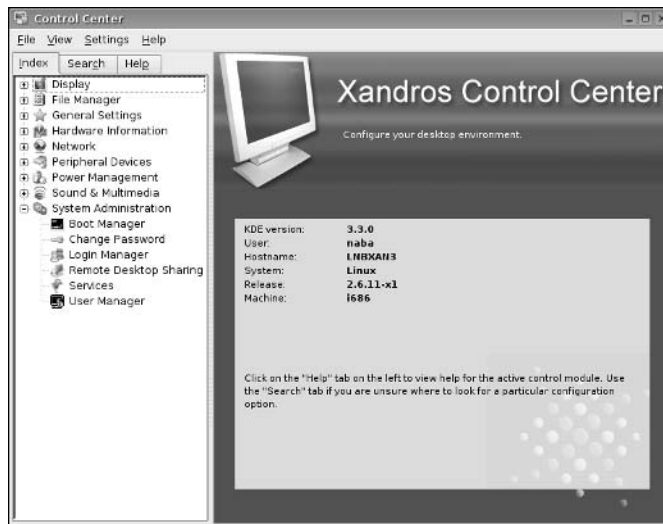 Control Center
File View Settings Help
Index Search Help
Display
File Manager
General Settings
Hardware Information
Network
Peripheral Devices
Power Management
Sound & Multimedia
System Administration
Boot Manager
Change Password
Login Manager
Remote Desktop Sharing
Services
User Manager
Xandros Control Center
Configure your desktop environment.
KDE version: 3.3.0
User: naba
Hostname: LNBXAN3
System: Linux
Release: 2.6.11-x1
Machine: i686
Click on the "Help" tab on the left to view help for the active control module. Use
the "Search" tab if you are unsure where to look for a particular configuration
option.